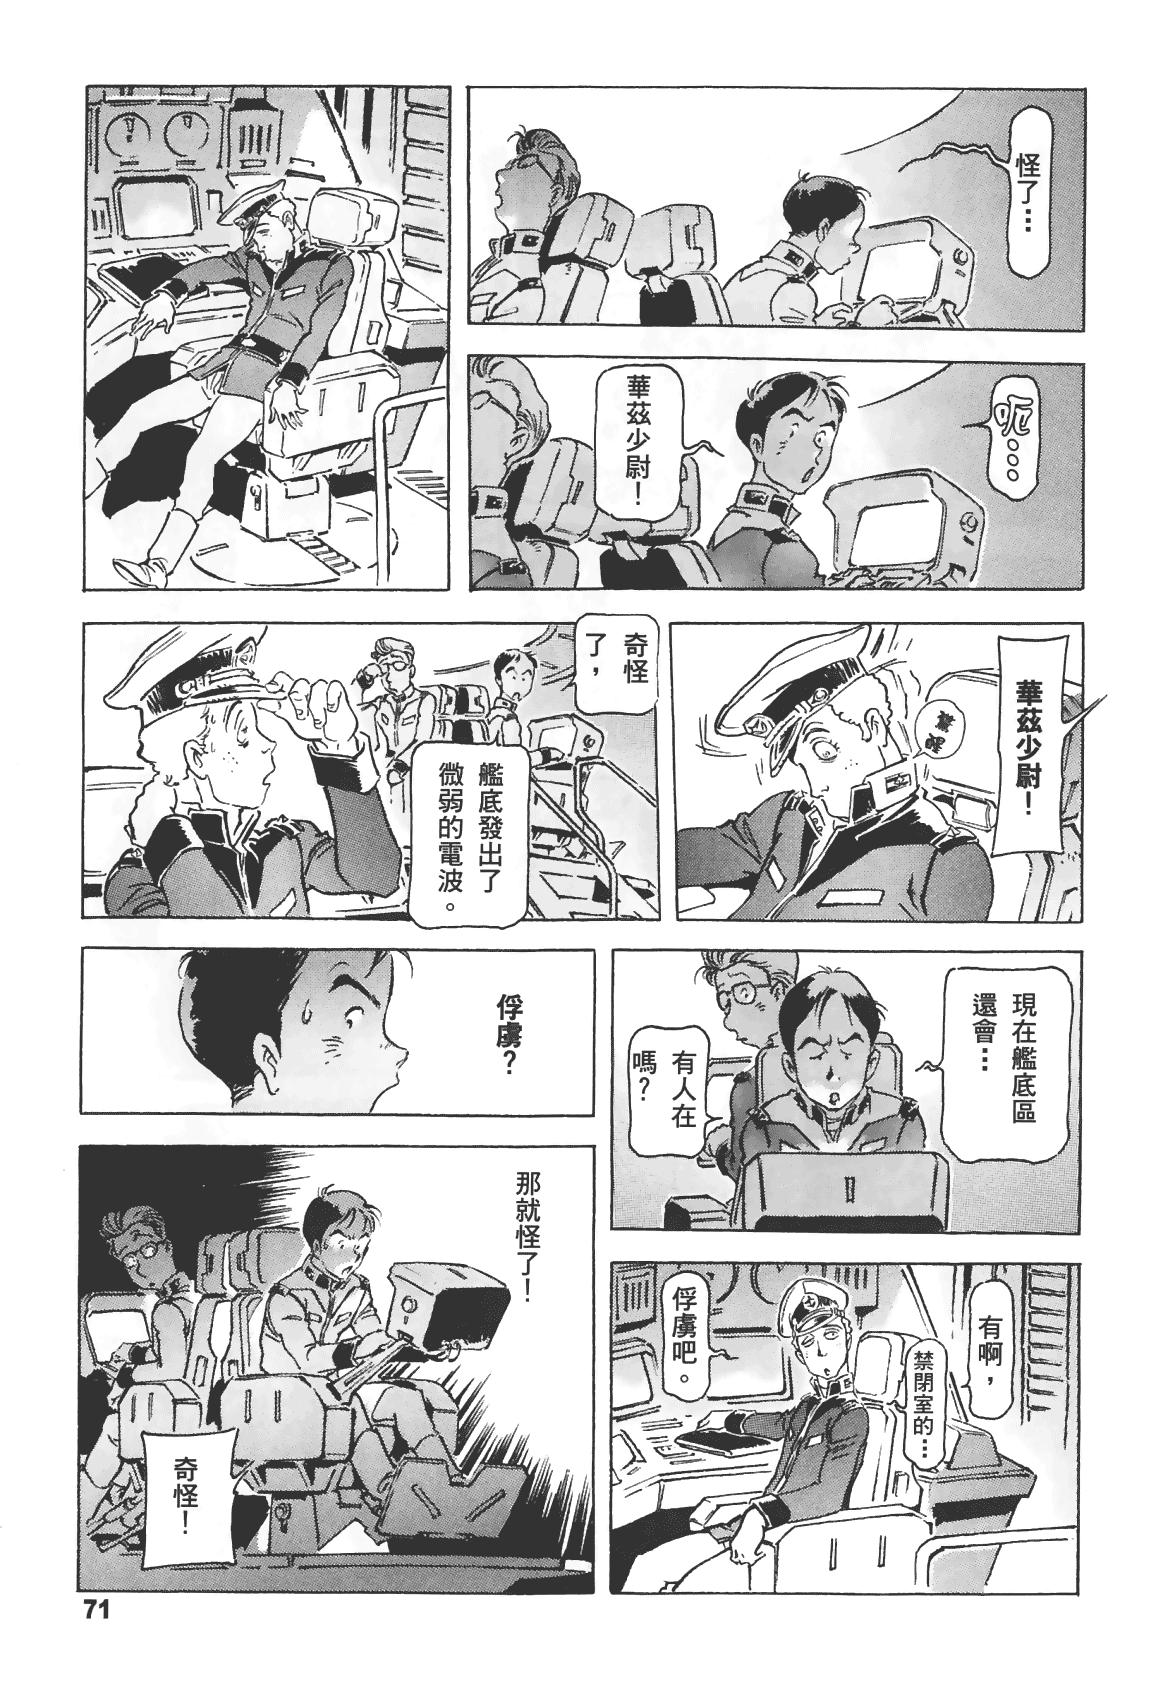 怪了…
呃…
華茲少尉！
華茲少尉！
奇怪
了，
艦底發出了
微弱的電波。
現在艦底區
還會…
有人在
嗎？
俘虜？
有啊，
禁閉室的…
俘虜吧。
那就怪了！
奇怪！
71